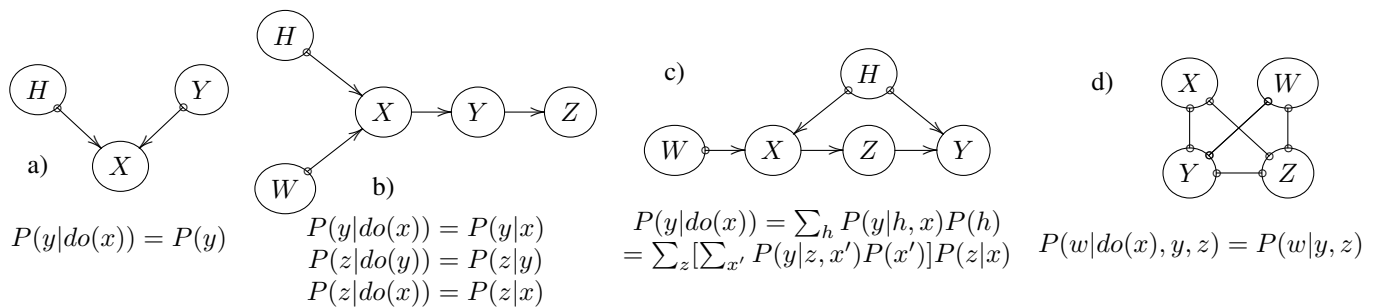 a)
H
Y
X
P(y|do(x)) = P(y)
b)
H
X
Y
Z
W
P(y|do(x)) = P(y|x)
P(z|do(y)) = P(z|y)
P(z|do(x)) = P(z|x)
c)
H
W
X
Z
Y
P(y|do(x)) = ∑_h P(y|h, x)P(h)
= ∑_z[∑_{x′} P(y|z, x′)P(x′)]P(z|x)
d)
X
W
Y
Z
P(w|do(x), y, z) = P(w|y, z)